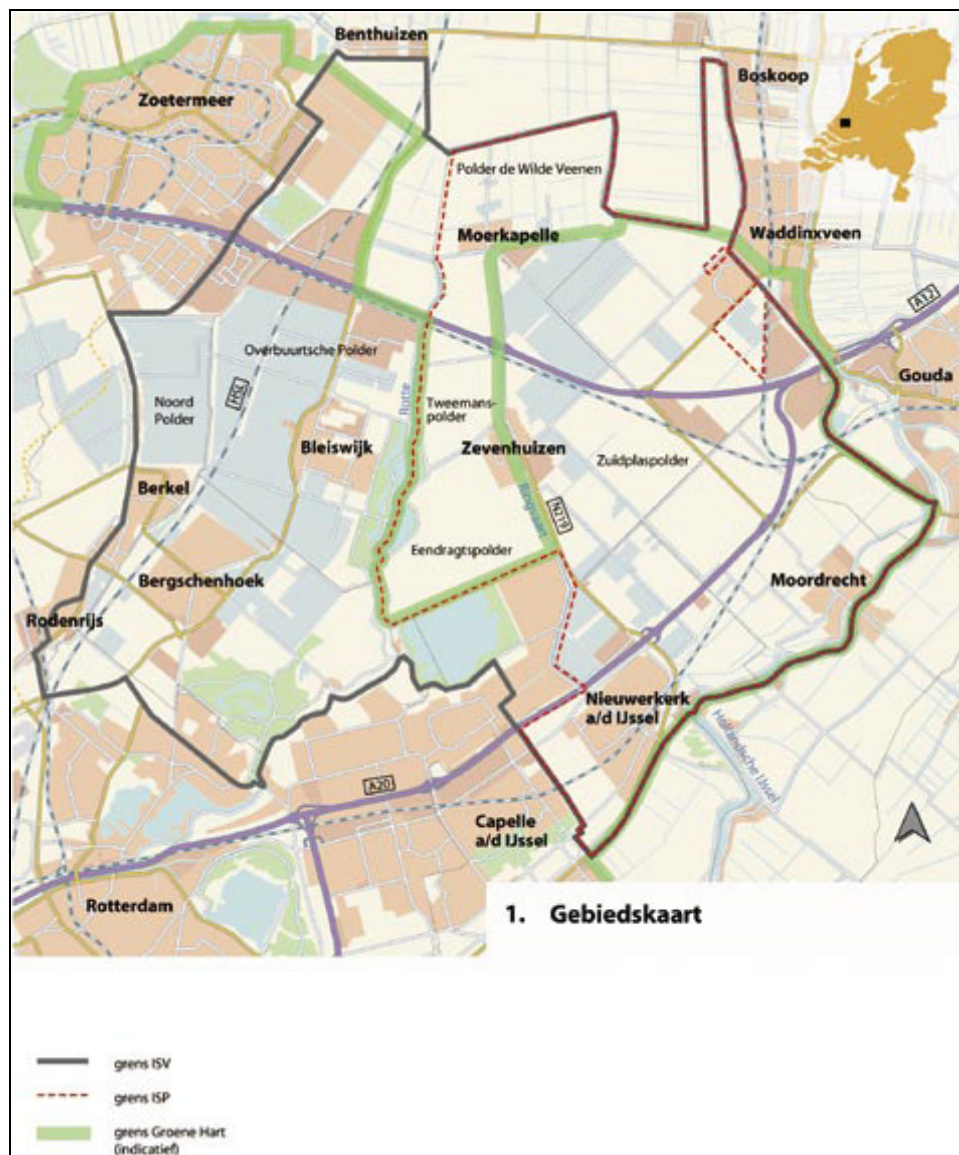 Benthuizen
Zoetermeer
Boskoop
Polder de Wilde Veenen
Moerkapelle
Waddinxveen
A12
Overbuurtsche Polder
Gouda
HSL
Rotte
Noord
Polder
Tweemans-
polder
Bleiswijk
Zevenhuizen
Zuidplaspolder
Berkel
Ringvaart
N219
Eendragtspolder
Bergschenhoek
Moordrecht
Rodenrijs
Nieuwerkerk
a/d IJssel
Hollandsche IJssel
A20
Capelle
a/d IJssel
Rotterdam
1. Gebiedskaart
grens ISV
grens ISP
grens Groene Hart
(indicatief)